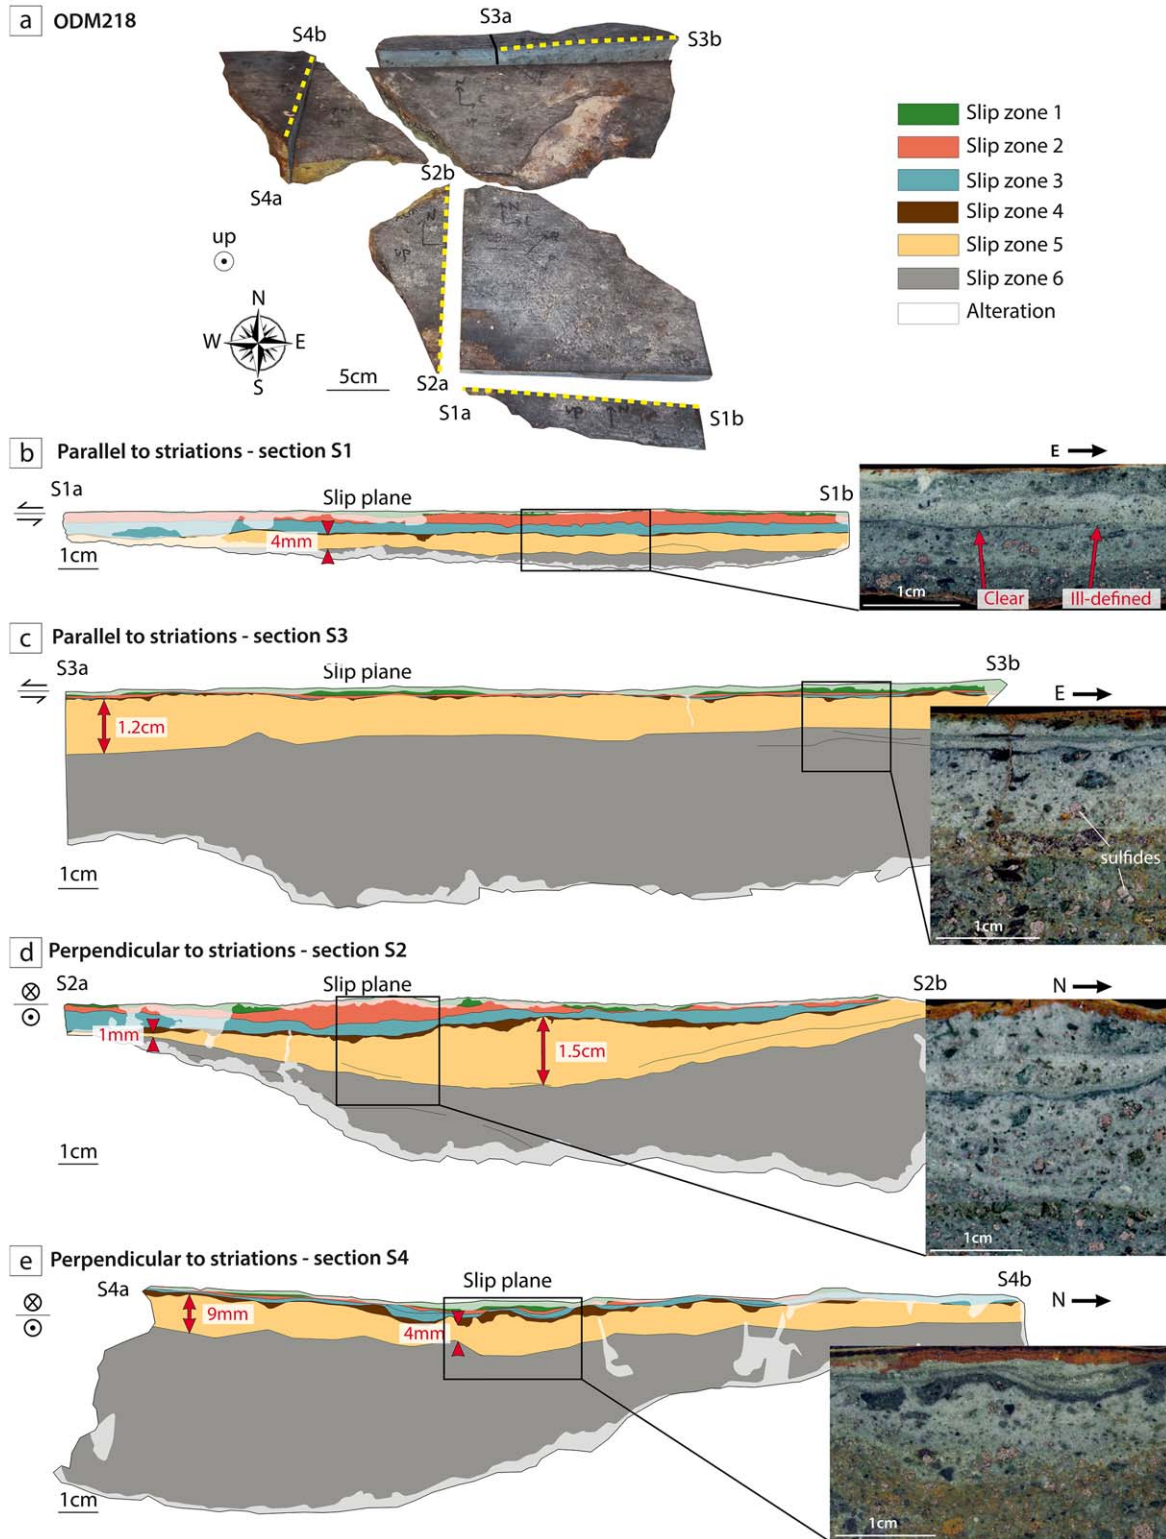 a ODM218
S3a
S4b
S3b
S4a
S2b
up
N
W E
S
5cm
S2a
S1a
S1b
Slip zone 1
Slip zone 2
Slip zone 3
Slip zone 4
Slip zone 5
Slip zone 6
Alteration
b Parallel to striations - section S1
E
S1a
Slip plane
S1b
4mm
1cm
1cm
Clear
Ill-defined
c Parallel to striations - section S3
S3a
Slip plane
S3b
E
1.2cm
1cm
sulfides
1cm
d Perpendicular to striations - section S2
S2a
Slip plane
S2b
N
1mm
1.5cm
1cm
1cm
e Perpendicular to striations - section S4
S4a
Slip plane
S4b
N
9mm
4mm
1cm
1cm